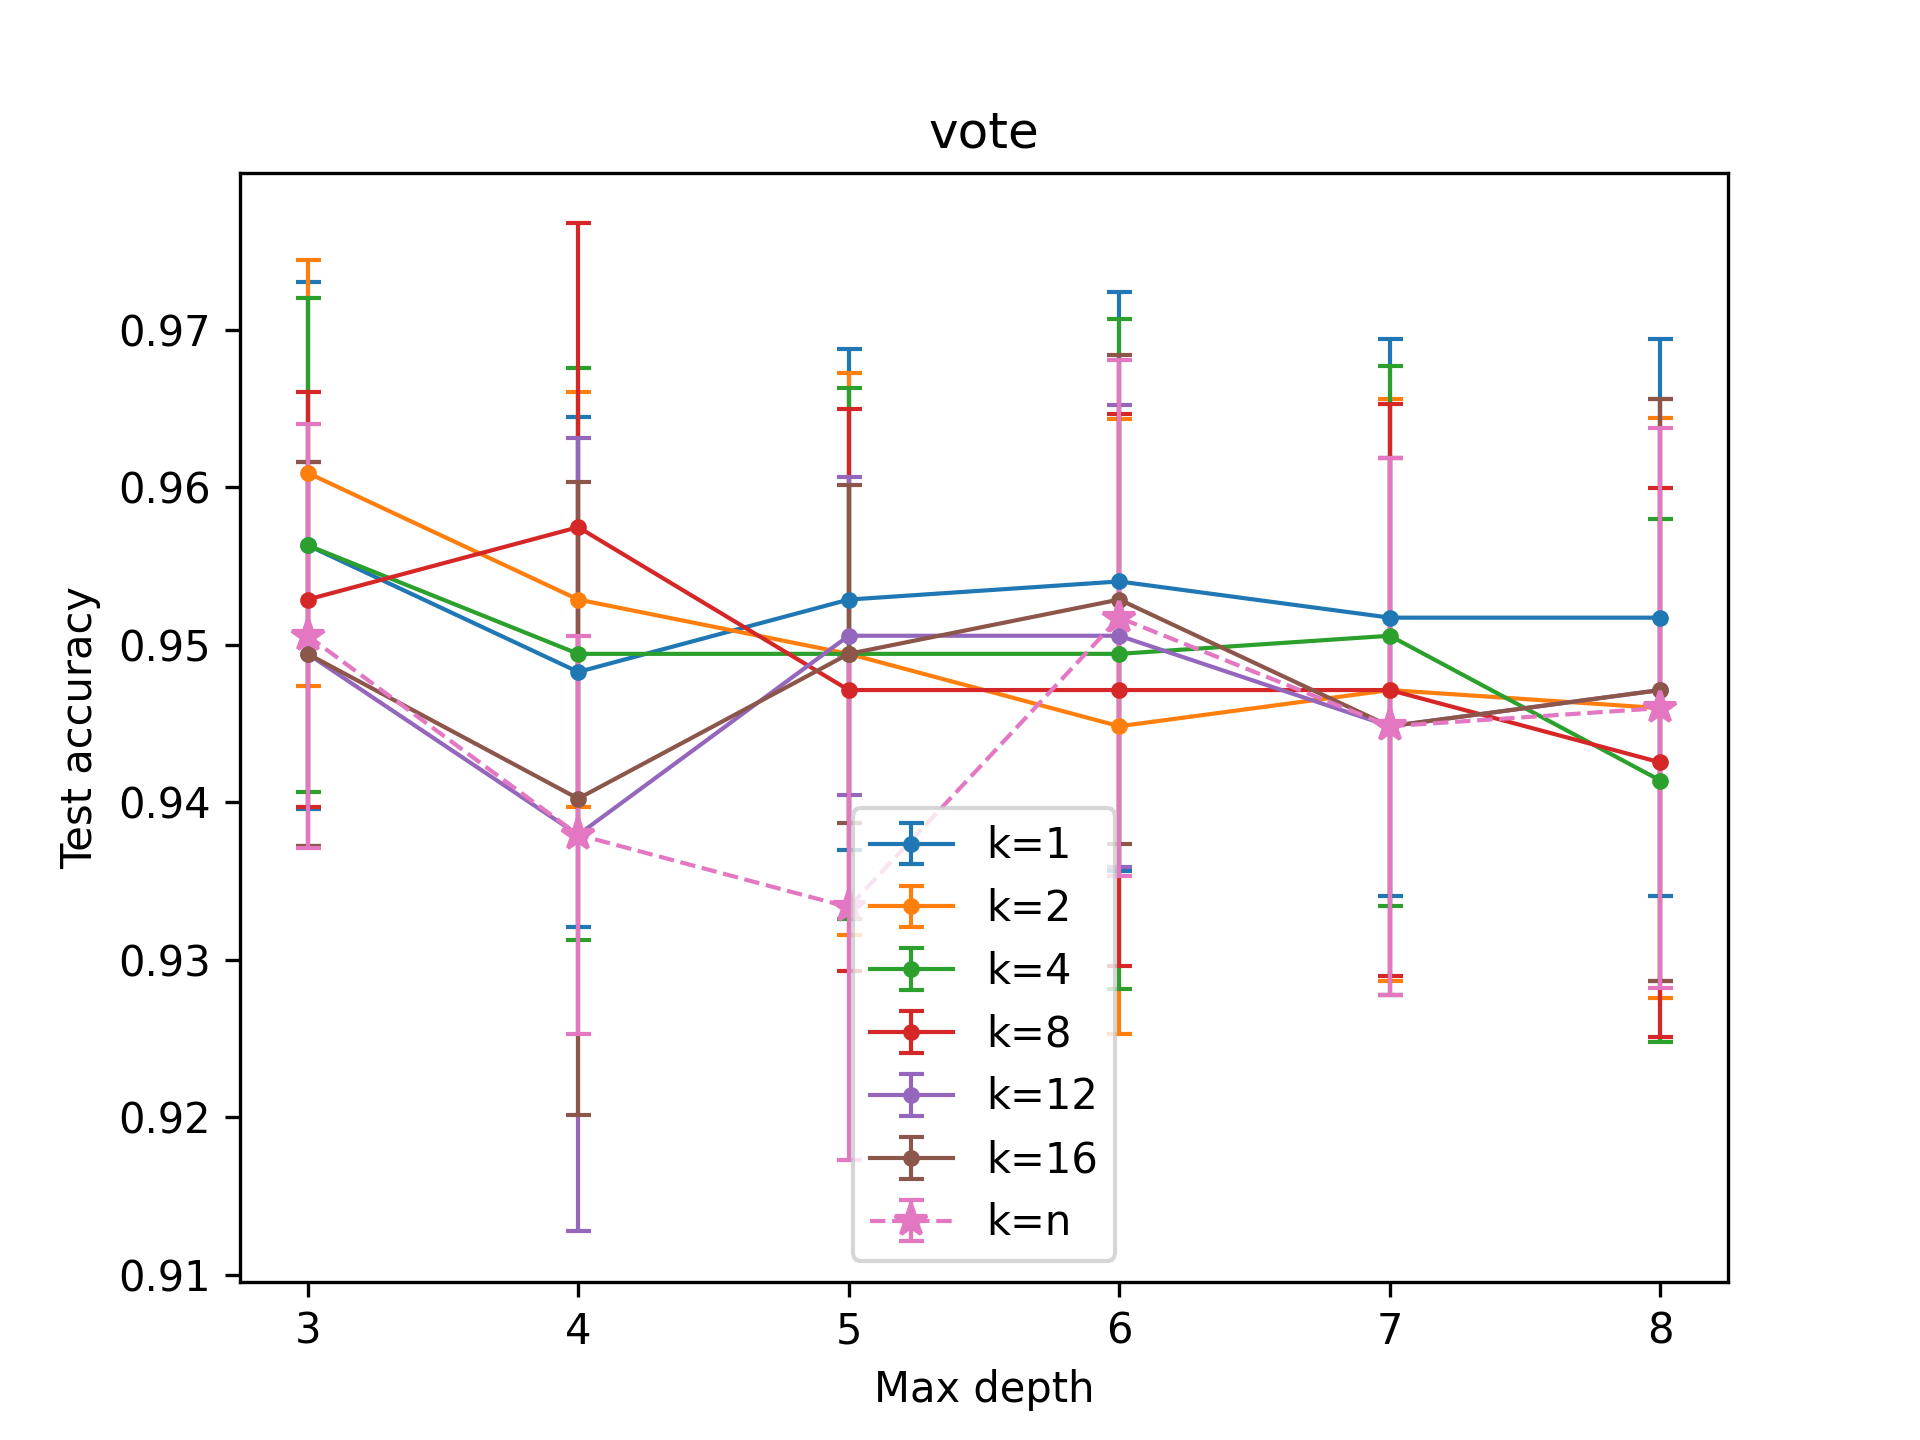 vote
Test accuracy
0.97
0.96
0.95
0.94
0.93
0.92
0.91
k=1
k=2
k=4
k=8
k=12
k=16
k=n
3 4 5 6 7 8
Max depth